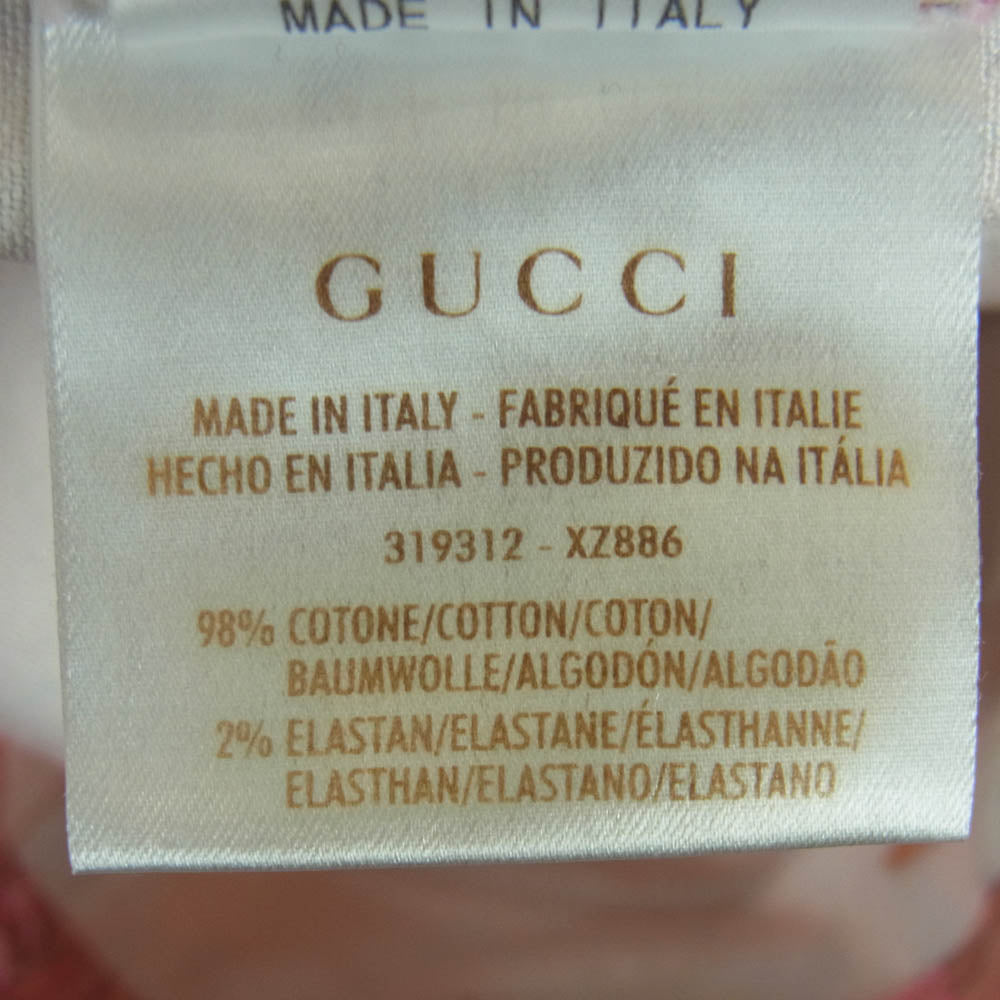 MADE IN ITALY
GUCCI
MADE IN ITALY - FABRIQUÉ EN ITALIE
HECHO EN ITALIA - PRODUZIDO NA ITÁLIA
319312 - XZ886
98% COTONE/COTTON/COTON/
BAUMWOLLE/ALGODÓN/ALGODÃO
2% ELASTAN/ELASTANE/ÉLASTHANNE/
ELASTHAN/ELASTANO/ELASTANO